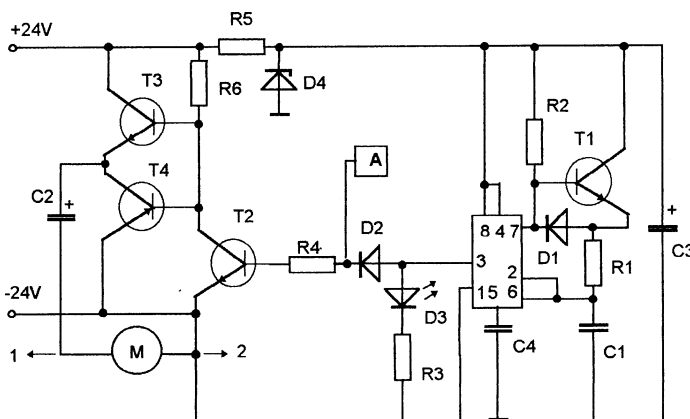 +24V
R5
T3
R6
D4
R2
T1
A
T4
C2
+
T2
D2
R4
8 4 7
D1
+
3
2
R1
C3
-24V
15
6
D3
1
M
2
R3
C4
C1